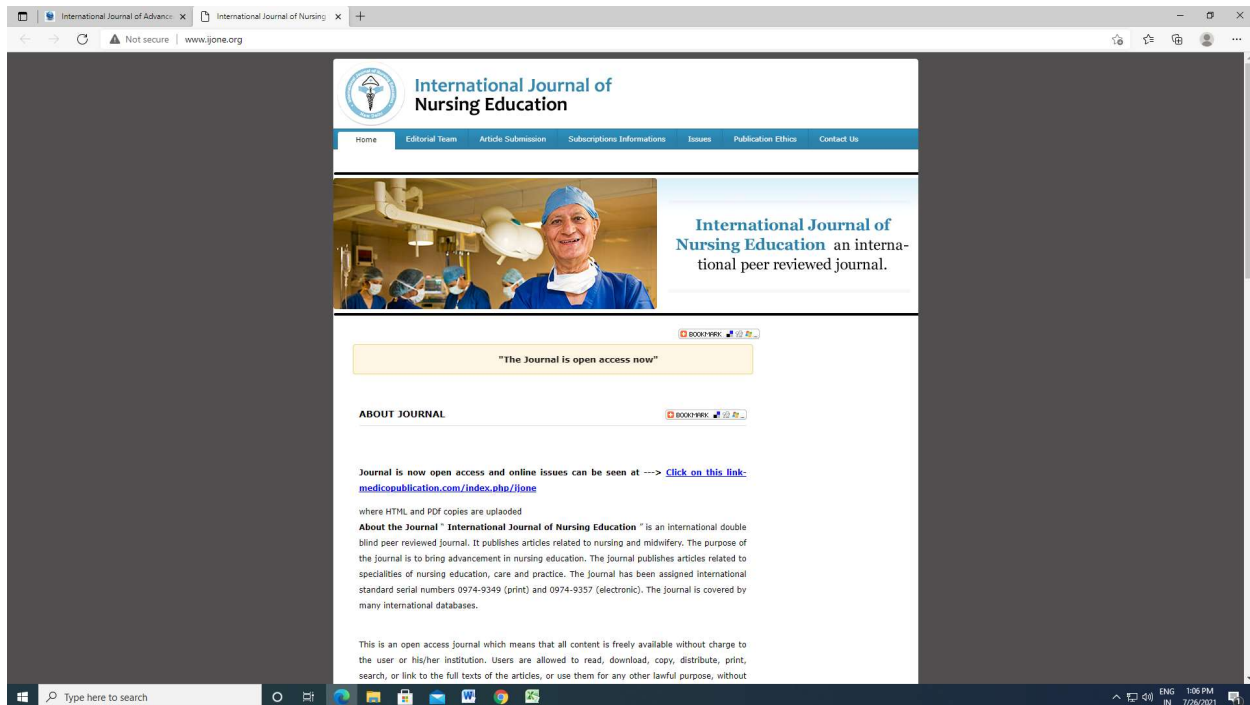 International Journal of Advance
International Journal of Nursing
Not secure
www.ijone.org
International Journal of
Nursing Education
Home
Editorial Team
Article Submission
Subscriptions Informations
Issues
Publication Ethics
Contact Us
International Journal of
Nursing Education an interna-
tional peer reviewed journal.
BOOKMARK
"The Journal is open access now"
ABOUT JOURNAL
BOOKMARK
Journal is now open access and online issues can be seen at ---> Click on this link-
medicopublication.com/index.php/ijone
where HTML and PDf copies are uplaoded
About the Journal " International Journal of Nursing Education " is an international double
blind peer reviewed journal. It publishes articles related to nursing and midwifery. The purpose of
the journal is to bring advancement in nursing education. The journal publishes articles related to
specialities of nursing education, care and practice. The journal has been assigned international
standard serial numbers 0974-9349 (print) and 0974-9357 (electronic). The journal is covered by
many international databases.
This is an open access journal which means that all content is freely available without charge to
the user or his/her institution. Users are allowed to read, download, copy, distribute, print,
search, or link to the full texts of the articles, or use them for any other lawful purpose, without
Type here to search
ENG
IN
1:06 PM
7/26/2021